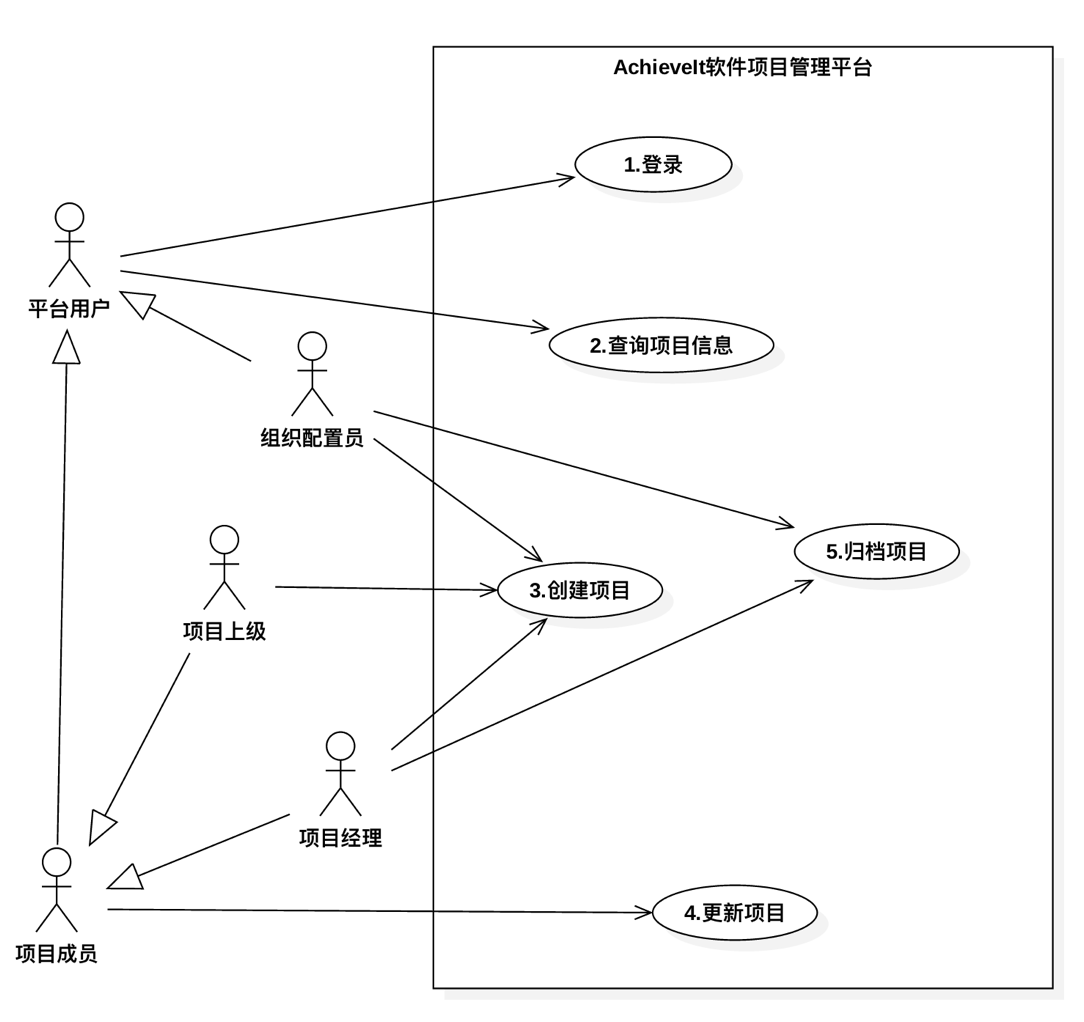 AchieveIt软件项目管理平台
1.登录
平台用户
2.查询项目信息
组织配置员
5.归档项目
3.创建项目
项目上级
项目经理
4.更新项目
项目成员